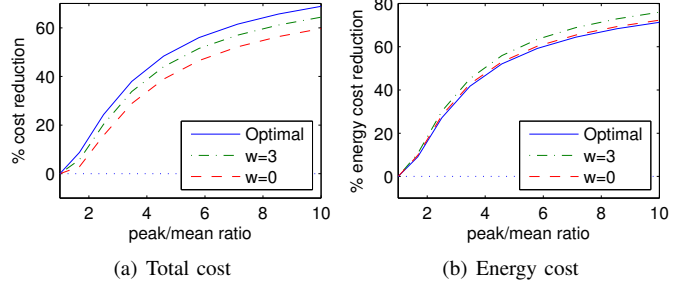 60
40
20
0
% cost reduction
Optimal
w=3
w=0
2 4 6 8 10
peak/mean ratio
(a) Total cost
80
60
40
20
0
% energy cost reduction
Optimal
w=3
w=0
2 4 6 8 10
peak/mean ratio
(b) Energy cost